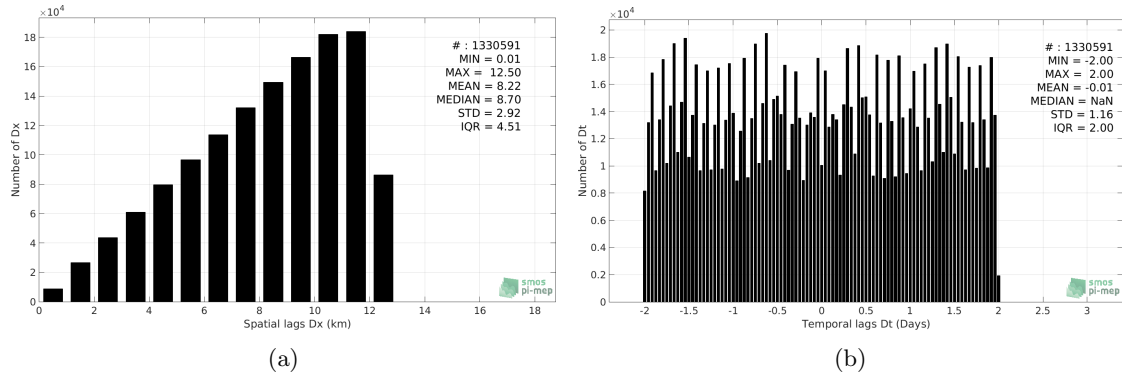 ×10⁴
Number of Dx
18
16
14
12
10
8
6
4
2
0
# : 1330591
MIN = 0.01
MAX = 12.50
MEAN = 8.22
MEDIAN = 8.70
STD = 2.92
IQR = 4.51
smos
pi-mep
0 2 4 6 8 10 12 14 16 18
Spatial lags Dx (km)
(a)
×10⁴
Number of Dt
2
1.8
1.6
1.4
1.2
1
0.8
0.6
0.4
0.2
0
# : 1330591
MIN = -2.00
MAX = 2.00
MEAN = -0.01
MEDIAN = NaN
STD = 1.16
IQR = 2.00
smos
pi-mep
-2 -1.5 -1 -0.5 0 0.5 1 1.5 2 2.5 3
Temporal lags Dt (Days)
(b)